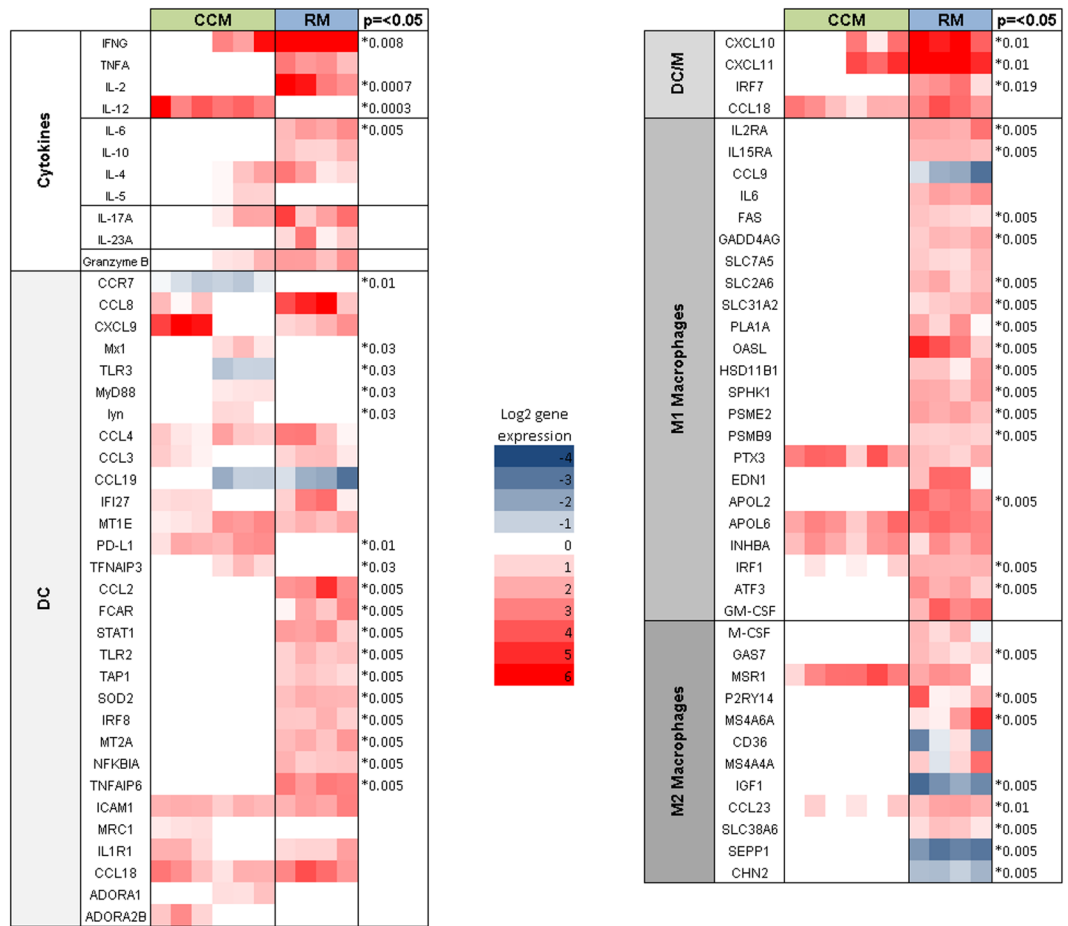 CCM RM p=<0.05
Cytokines
IFNG *0.008
TNFA
IL-2 *0.0007
IL-12 *0.0003
IL-6 *0.005
IL-10
IL-4
IL-5
IL-17A
IL-23A
Granzyme B
DC
CCR7 *0.01
CCL8
CXCL9
Mx1 *0.03
TLR3 *0.03
MyD88 *0.03
lyn *0.03
CCL4
CCL3
CCL19
IFI27
MT1E
PD-L1 *0.01
TFNAIP3 *0.03
CCL2 *0.005
FCAR *0.005
STAT1 *0.005
TLR2 *0.005
TAP1 *0.005
SOD2 *0.005
IRF8 *0.005
MT2A *0.005
NFKBIA *0.005
TNFAIP6 *0.005
ICAM1
MRC1
IL1R1
CCL18
ADORA1
ADORA2B
Log2 gene
expression
-4
-3
-2
-1
0
1
2
3
4
5
6
CCM RM p=<0.05
DC/M
CXCL10 *0.01
CXCL11 *0.01
IRF7 *0.019
CCL18
M1 Macrophages
IL2RA *0.005
IL15RA *0.005
CCL9
IL6
FAS *0.005
GADD4AG *0.005
SLC7A5
SLC2A6 *0.005
SLC31A2 *0.005
PLA1A *0.005
OASL *0.005
HSD11B1 *0.005
SPHK1 *0.005
PSME2 *0.005
PSMB9 *0.005
PTX3
EDN1
APOL2 *0.005
APOL6
INHBA
IRF1 *0.005
ATF3 *0.005
GM-CSF
M2 Macrophages
M-CSF
GAS7 *0.005
MSR1
P2RY14 *0.005
MS4A6A *0.005
CD36
MS4A4A
IGF1 *0.005
CCL23 *0.01
SLC38A6 *0.005
SEPP1 *0.005
CHN2 *0.005